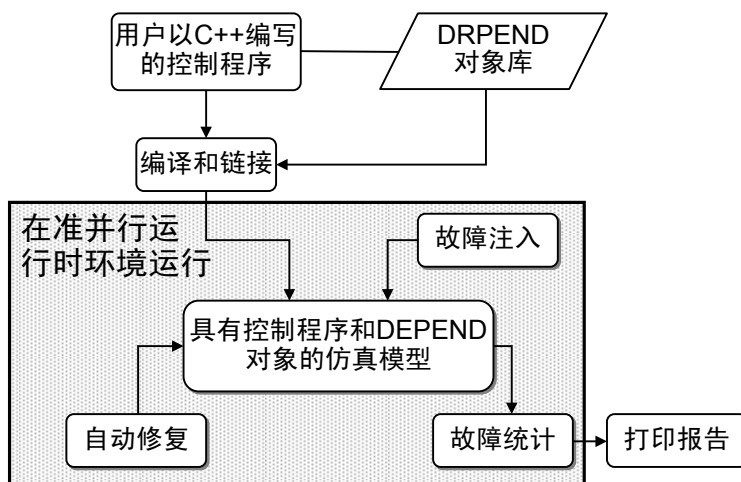 用户以C++编写
的控制程序
DRPEND
对象库
编译和链接
在准并行运
行时环境运行
故障注入
具有控制程序和DEPEND
对象的仿真模型
自动修复
故障统计
打印报告